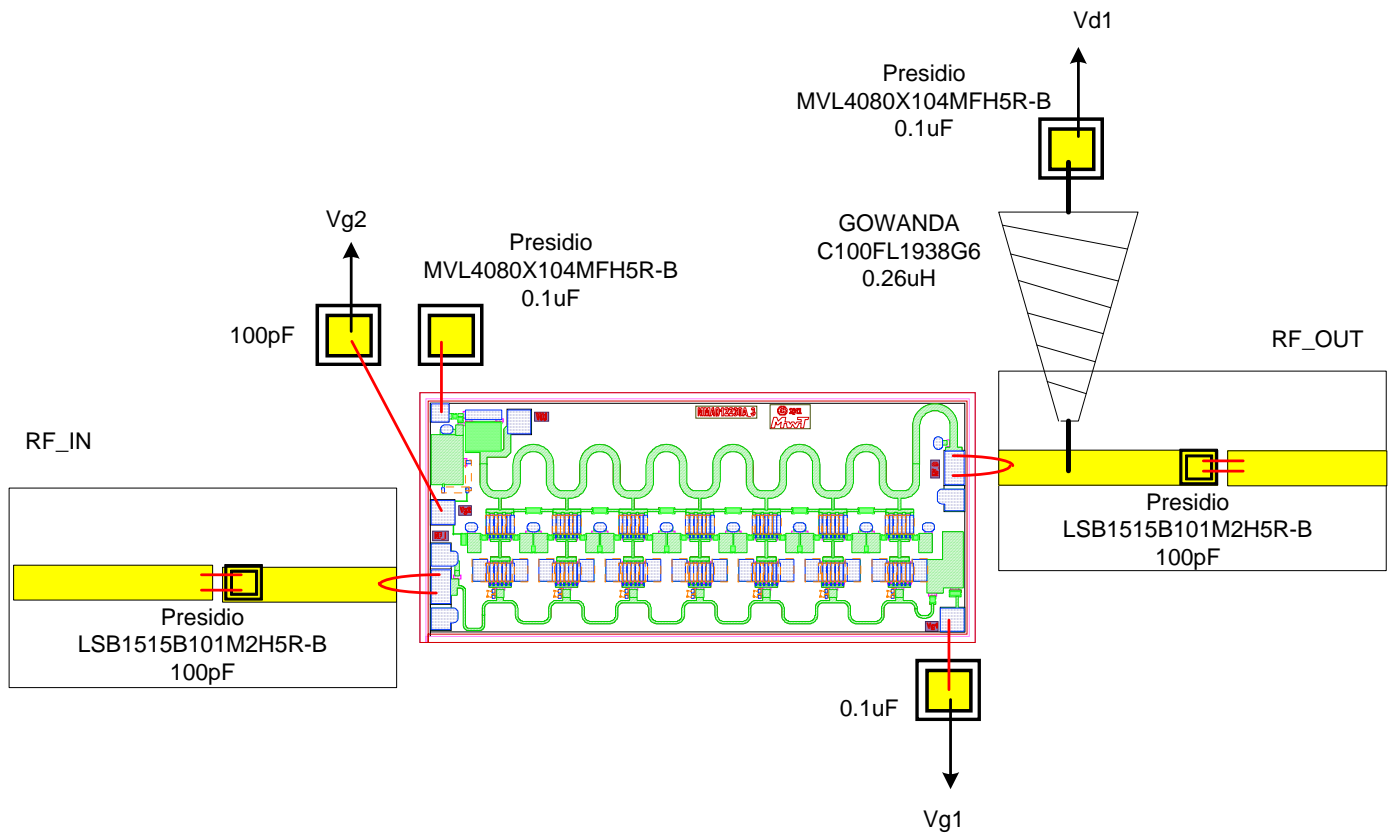 Vd1
Presidio
MVL4080X104MFH5R-B
0.1uF
Vg2
Presidio
MVL4080X104MFH5R-B
0.1uF
100pF
GOWANDA
C100FL1938G6
0.26uH
RF_OUT
RF_IN
MwT
Presidio
LSB1515B101M2H5R-B
100pF
Presidio
LSB1515B101M2H5R-B
100pF
0.1uF
Vg1